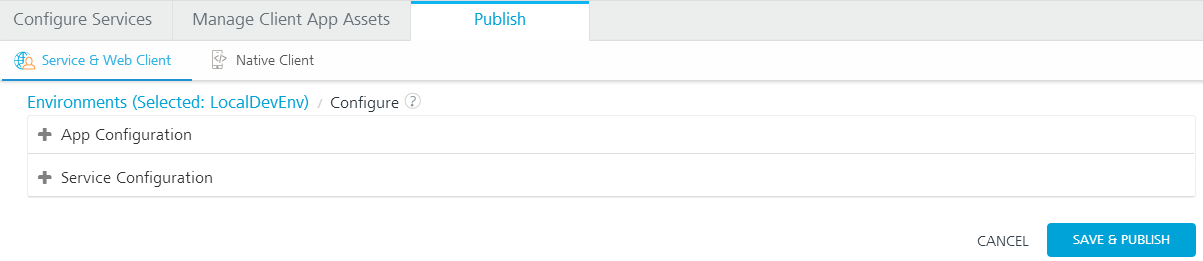 Configure Services Manage Client App Assets Publish
Service & Web Client Native Client
Environments (Selected: LocalDevEnv) / Configure ?
App Configuration
Service Configuration
CANCEL SAVE & PUBLISH